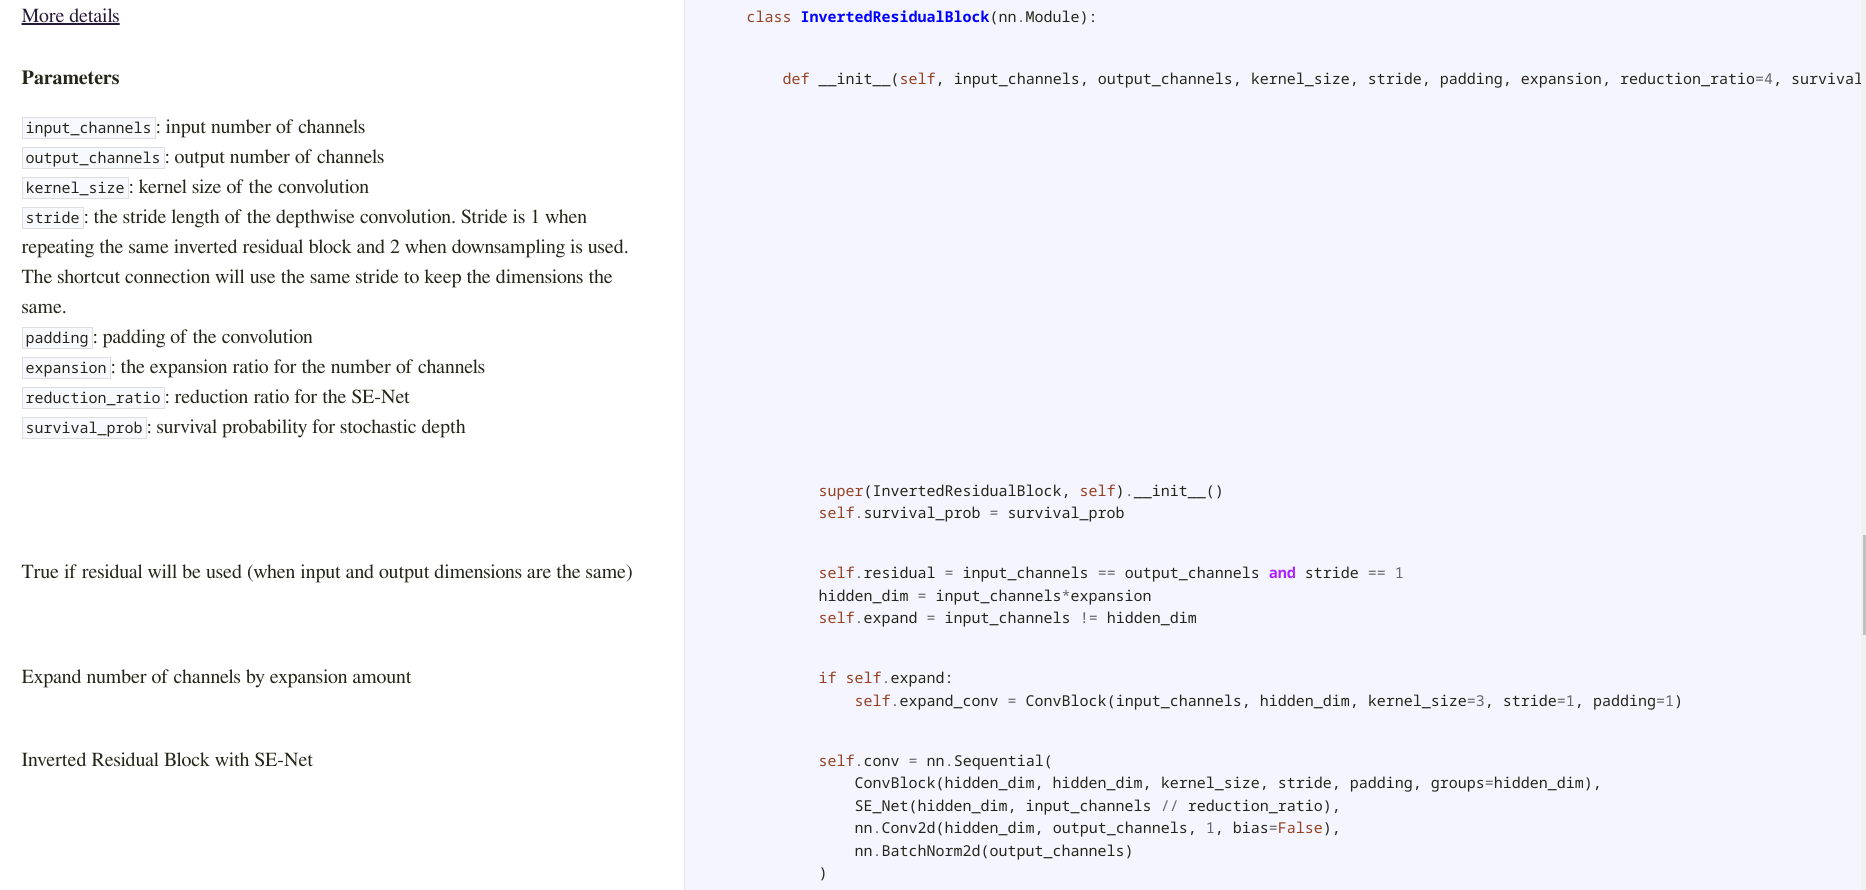 More details
class InvertedResidualBlock(nn.Module):
Parameters
def __init__(self, input_channels, output_channels, kernel_size, stride, padding, expansion, reduction_ratio=4, survival
input_channels: input number of channels
output_channels: output number of channels
kernel_size: kernel size of the convolution
stride: the stride length of the depthwise convolution. Stride is 1 when
repeating the same inverted residual block and 2 when downsampling is used.
The shortcut connection will use the same stride to keep the dimensions the
same.
padding: padding of the convolution
expansion: the expansion ratio for the number of channels
reduction_ratio: reduction ratio for the SE-Net
survival_prob: survival probability for stochastic depth
super(InvertedResidualBlock, self).__init__()
self.survival_prob = survival_prob
True if residual will be used (when input and output dimensions are the same)
self.residual = input_channels == output_channels and stride == 1
hidden_dim = input_channels*expansion
self.expand = input_channels != hidden_dim
Expand number of channels by expansion amount
if self.expand:
self.expand_conv = ConvBlock(input_channels, hidden_dim, kernel_size=3, stride=1, padding=1)
Inverted Residual Block with SE-Net
self.conv = nn.Sequential(
ConvBlock(hidden_dim, hidden_dim, kernel_size, stride, padding, groups=hidden_dim),
SE_Net(hidden_dim, input_channels // reduction_ratio),
nn.Conv2d(hidden_dim, output_channels, 1, bias=False),
nn.BatchNorm2d(output_channels)
)